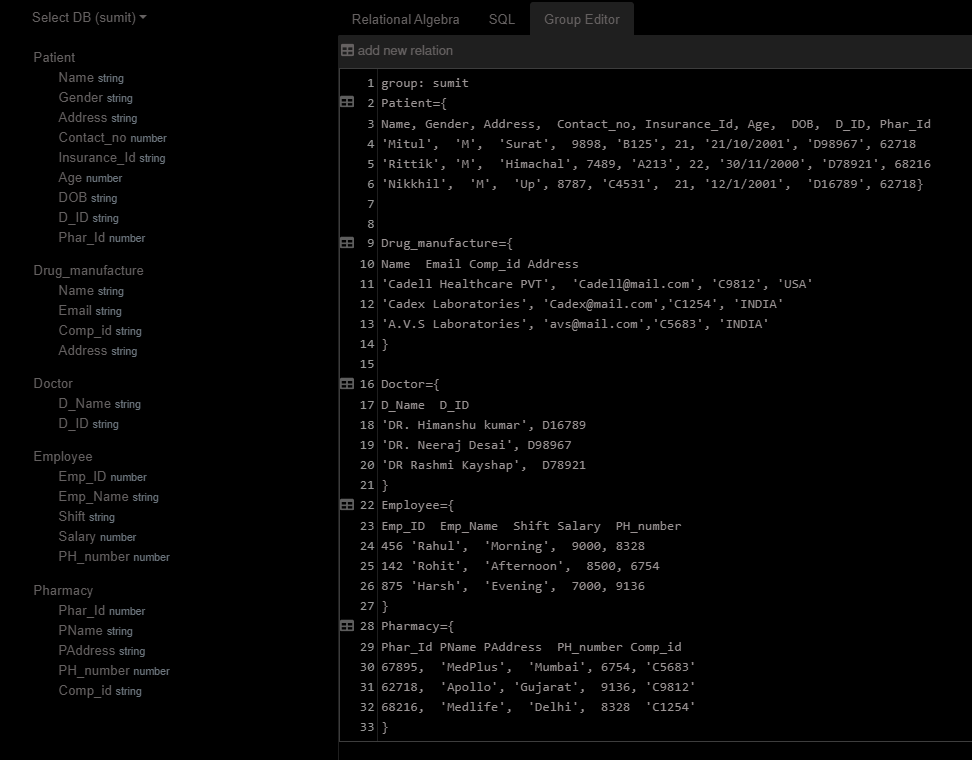 Select DB (sumit)
Patient
Name string
Gender string
Address string
Contact_no number
Insurance_Id string
Age number
DOB string
D_ID string
Phar_Id number
Drug_manufacture
Name string
Email string
Comp_id string
Address string
Doctor
D_Name string
D_ID string
Employee
Emp_ID number
Emp_Name string
Shift string
Salary number
PH_number number
Pharmacy
Phar_Id number
PName string
PAddress string
PH_number number
Comp_id string
Relational Algebra SQL Group Editor
add new relation
1 group: sumit
2 Patient={
3 Name, Gender, Address,  Contact_no, Insurance_Id, Age,  DOB,  D_ID, Phar_Id
4 'Mitul',  'M',  'Surat',  9898, 'B125', 21, '21/10/2001', 'D98967', 62718
5 'Rittik', 'M',  'Himachal', 7489, 'A213', 22, '30/11/2000', 'D78921', 68216
6 'Nikkhil',  'M',  'Up', 8787, 'C4531',  21, '12/1/2001',  'D16789', 62718}
7
8
9 Drug_manufacture={
10 Name  Email Comp_id Address
11 'Cadell Healthcare PVT',  'Cadell@mail.com', 'C9812', 'USA'
12 'Cadex Laboratories', 'Cadex@mail.com','C1254', 'INDIA'
13 'A.V.S Laboratories', 'avs@mail.com','C5683', 'INDIA'
14 }
15
16 Doctor={
17 D_Name  D_ID
18 'DR. Himanshu kumar', D16789
19 'DR. Neeraj Desai', D98967
20 'DR Rashmi Kayshap',  D78921
21 }
22 Employee={
23 Emp_ID  Emp_Name  Shift Salary  PH_number
24 456 'Rahul',  'Morning',  9000, 8328
25 142 'Rohit',  'Afternoon',  8500, 6754
26 875 'Harsh',  'Evening',  7000, 9136
27 }
28 Pharmacy={
29 Phar_Id PName PAddress  PH_number Comp_id
30 67895,  'MedPlus',  'Mumbai', 6754, 'C5683'
31 62718,  'Apollo', 'Gujarat',  9136, 'C9812'
32 68216,  'Medlife',  'Delhi',  8328  'C1254'
33 }